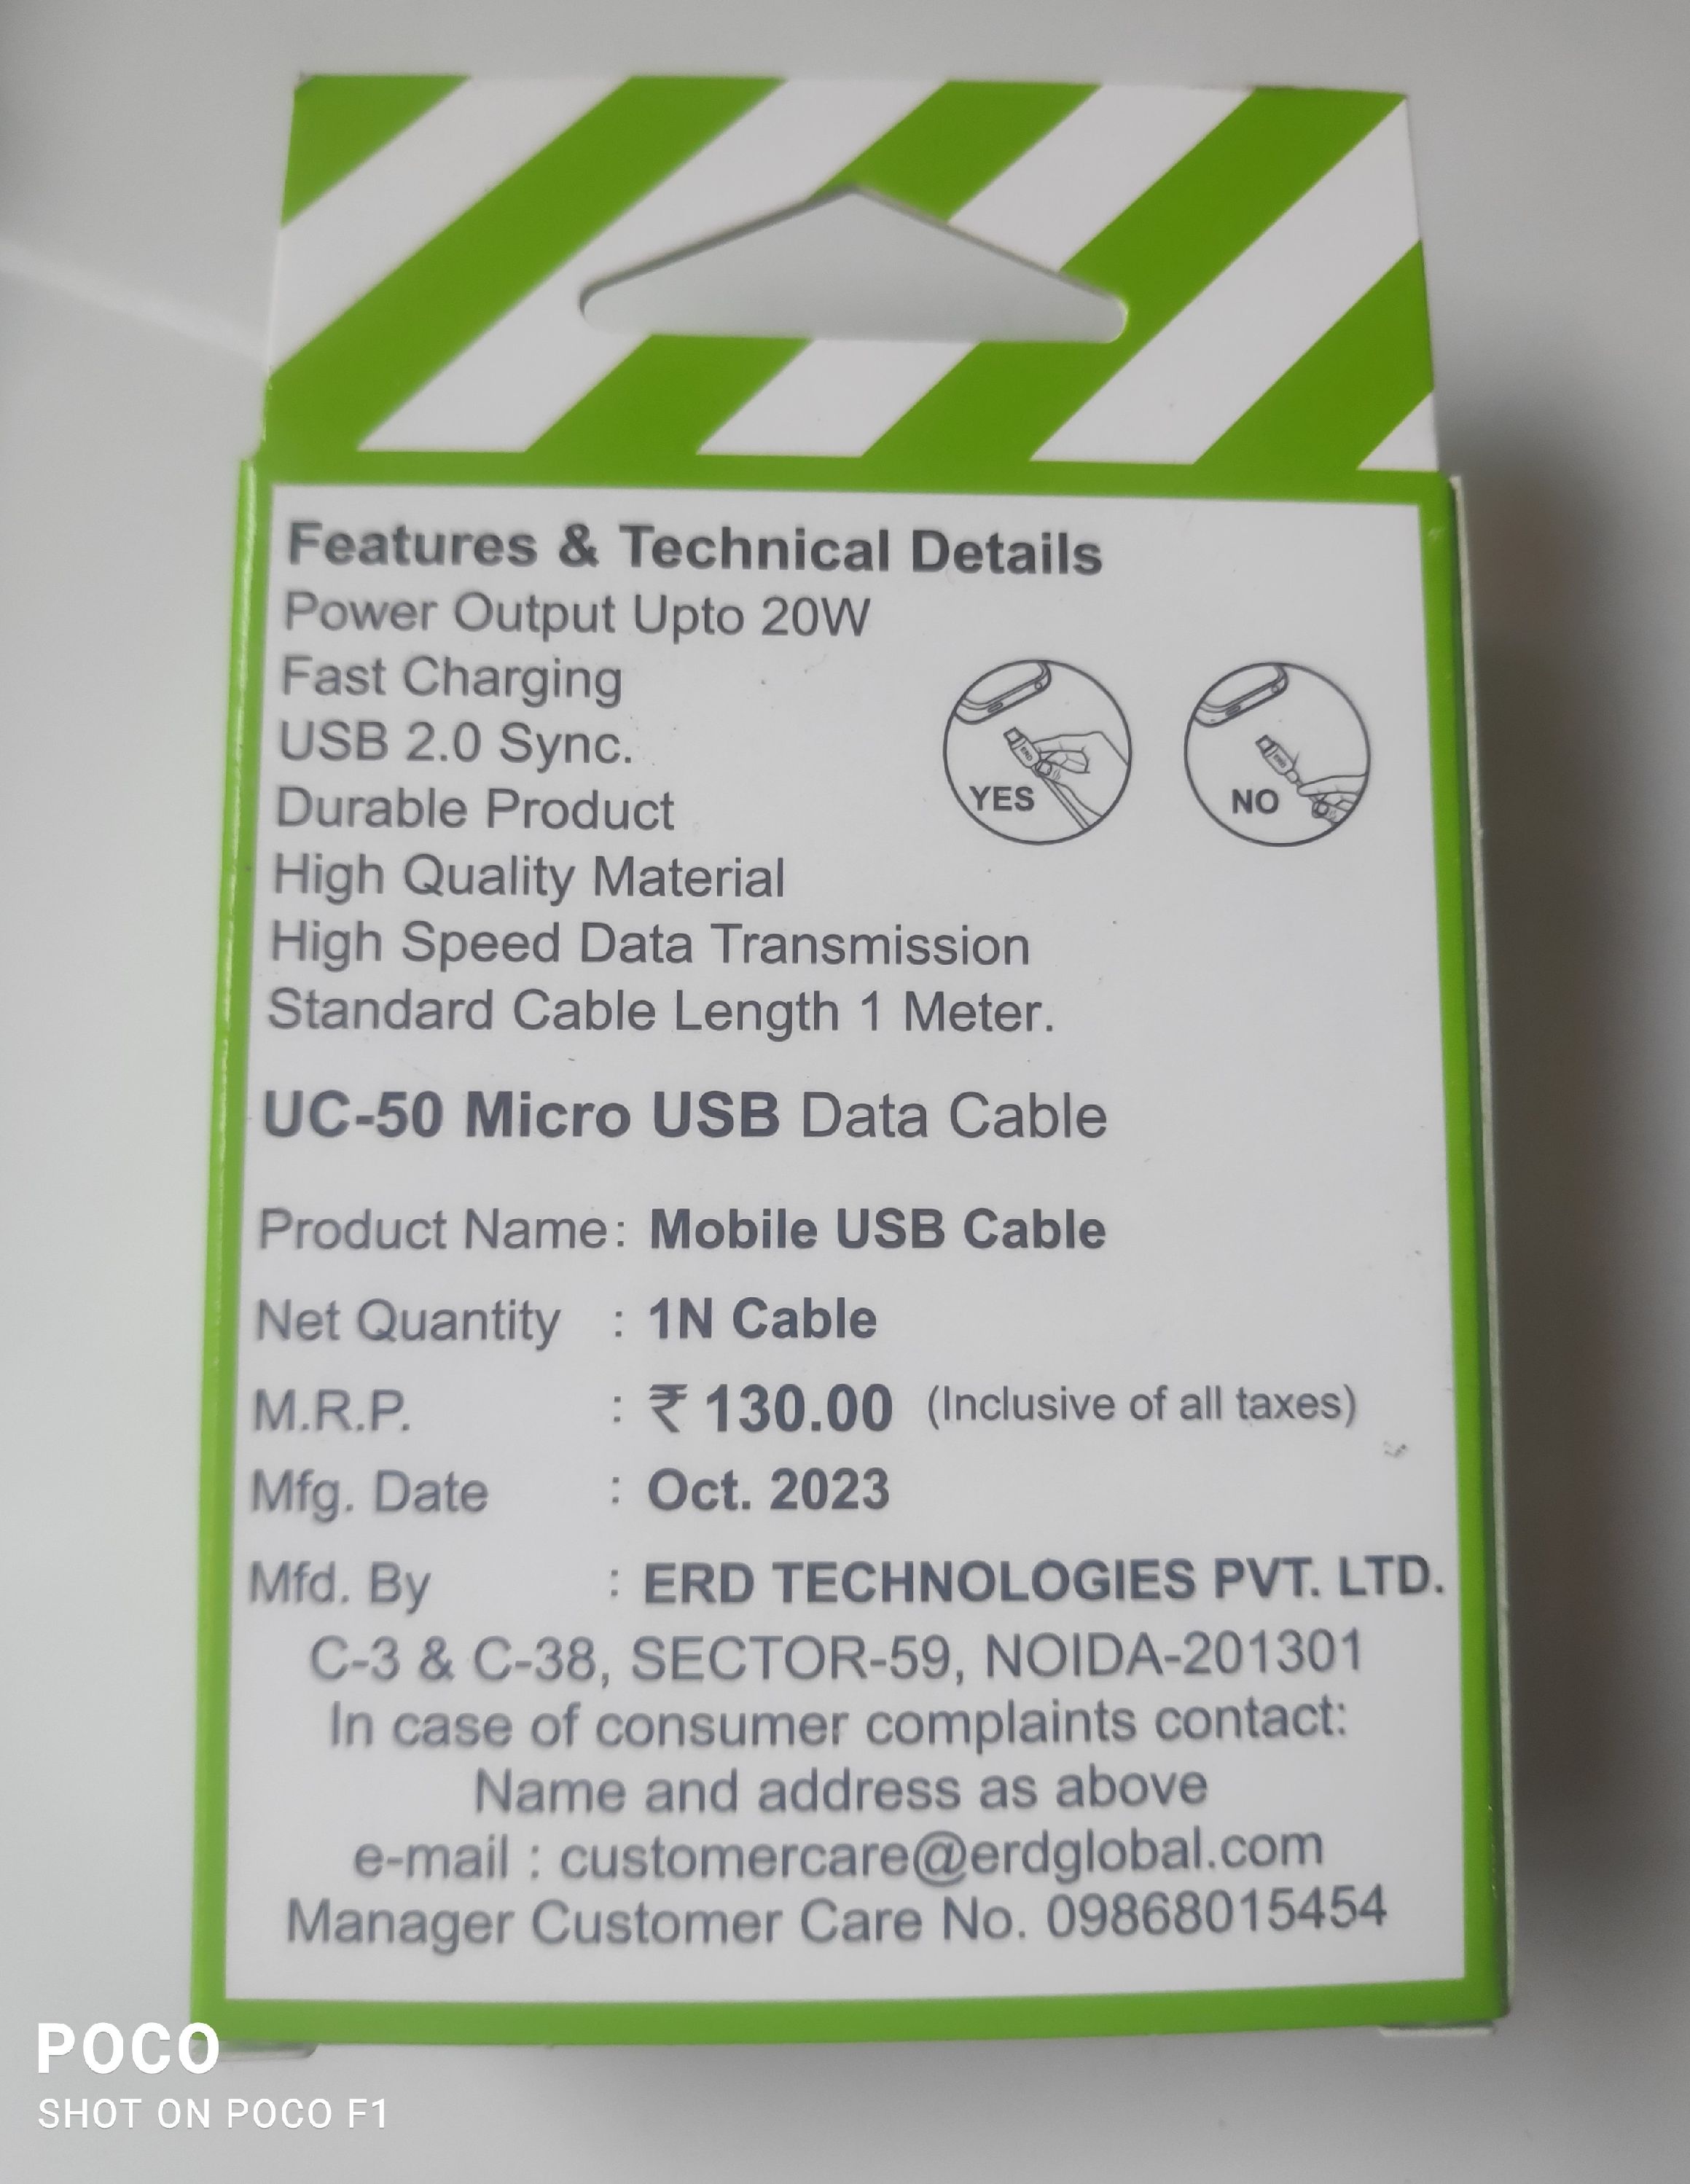 Features & Technical Details
Power Output Upto 20W
Fast Charging
USB 2.0 Sync.
Durable Product
High Quality Material
High Speed Data Transmission
Standard Cable Length 1 Meter.
YES
NO
UC-50 Micro USB Data Cable
Product Name: Mobile USB Cable
Net Quantity : 1N Cable
M.R.P. : ₹ 130.00 (Inclusive of all taxes)
Mfg. Date : Oct. 2023
Mfd. By : ERD TECHNOLOGIES PVT. LTD.
C-3 & C-38, SECTOR-59, NOIDA-201301
In case of consumer complaints contact:
Name and address as above
e-mail : customercare@erdglobal.com
Manager Customer Care No. 09868015454
POCO
SHOT ON POCO F1